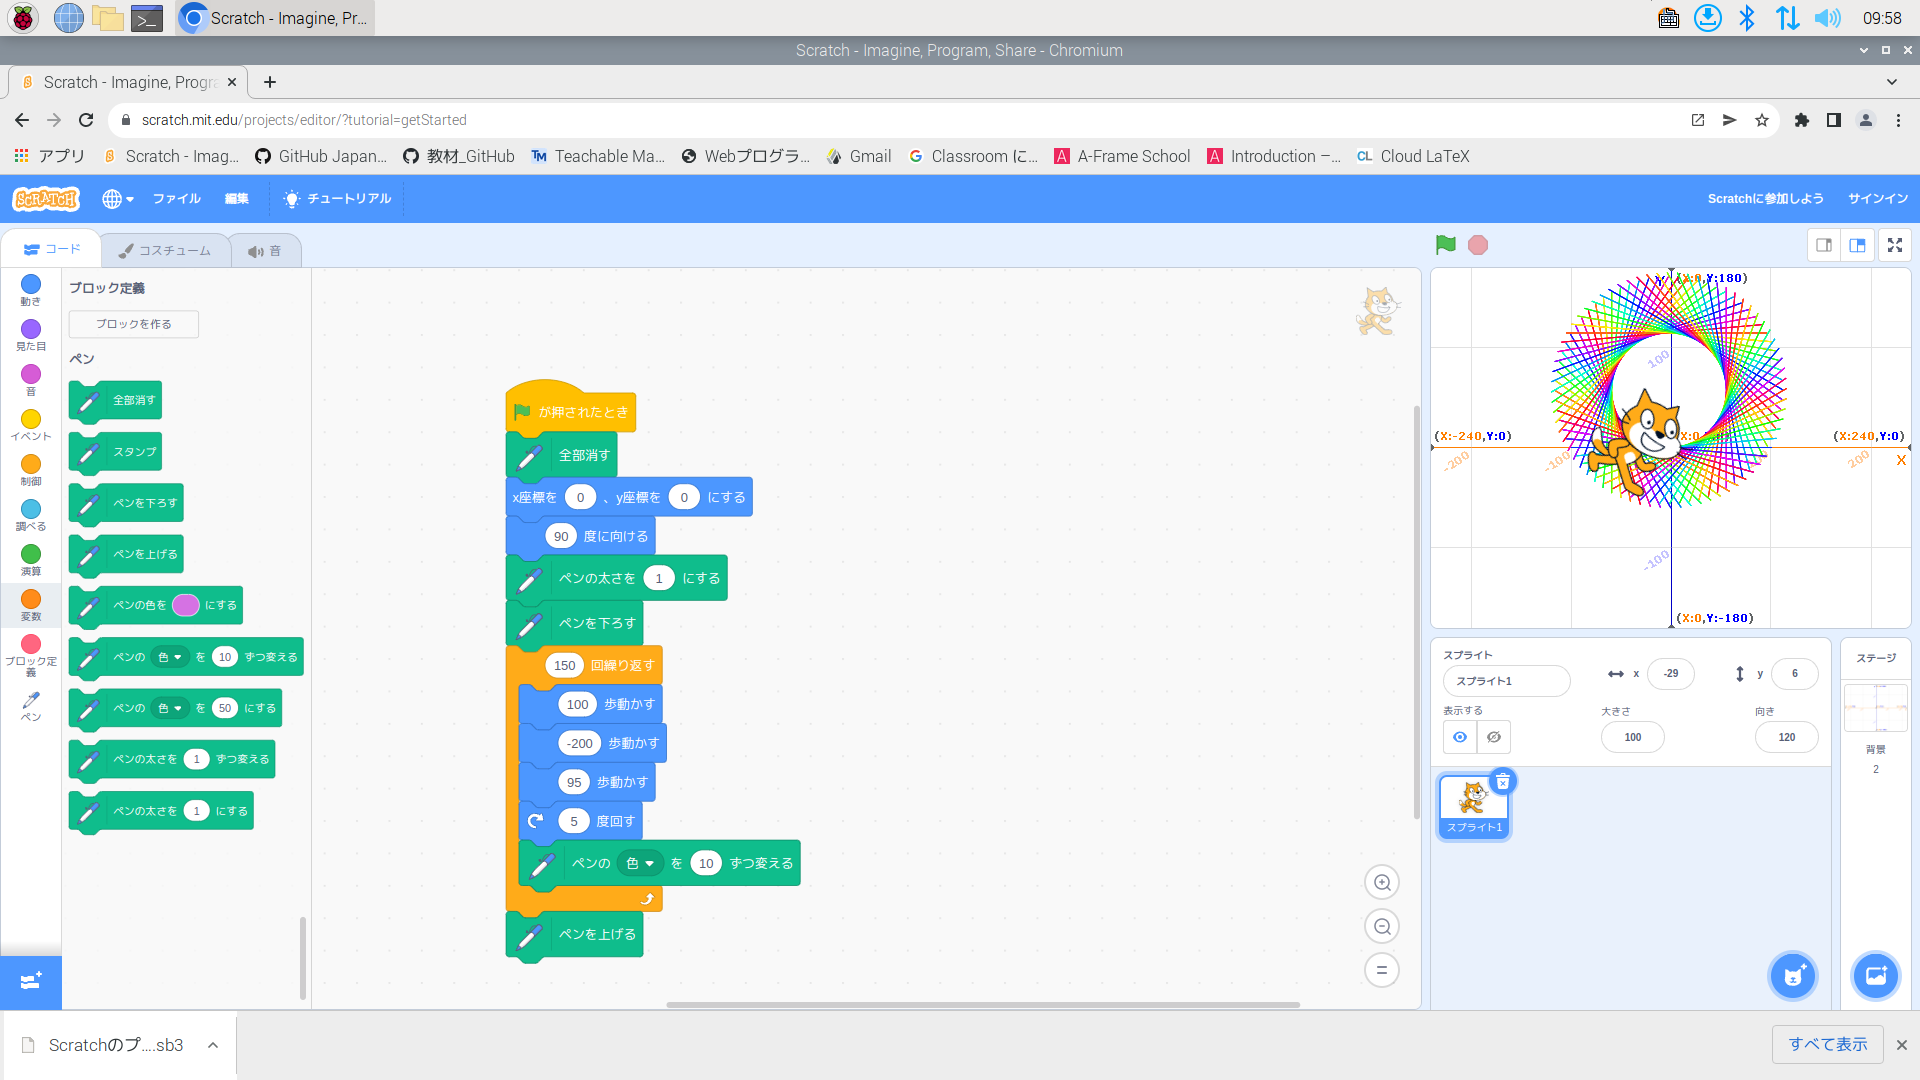 Scratch - Imagine, Pr...
09:58
Scratch - Imagine, Program, Share - Chromium
Scratch - Imagine, Progra
scratch.mit.edu/projects/editor/?tutorial=getStarted
アプリ Scratch - Imag... GitHub Japan... 教材_GitHub Teachable Ma... Webプログラ... Gmail Classroom に... A-Frame School Introduction –... Cloud LaTeX
SCRATCH ファイル 編集 チュートリアル Scratchに参加しよう サインイン
コード コスチューム 音
動き
見た目
音
イベント
制御
調べる
演算
変数
ブロック定義
ペン
ブロック定義
ブロックを作る
ペン
全部消す
スタンプ
ペンを下ろす
ペンを上げる
ペンの色を にする
ペンの 色 を 10 ずつ変える
ペンの 色 を 50 にする
ペンの太さを 1 ずつ変える
ペンの太さを 1 にする
が押されたとき
全部消す
x座標を 0 、y座標を 0 にする
90 度に向ける
ペンの太さを 1 にする
ペンを下ろす
150 回繰り返す
100 歩動かす
-200 歩動かす
95 歩動かす
5 度回す
ペンの 色 を 10 ずつ変える
ペンを上げる
(X:0,Y:180)
100
(X:-240,Y:0) (X:0 (X:240,Y:0)
-200 -100 200 X
-100
(X:0,Y:-180)
スプライト
スプライト1 x -29 y 6
表示する 大きさ 向き
100 120
スプライト1
ステージ
背景
2
Scratchのプ....sb3
すべて表示